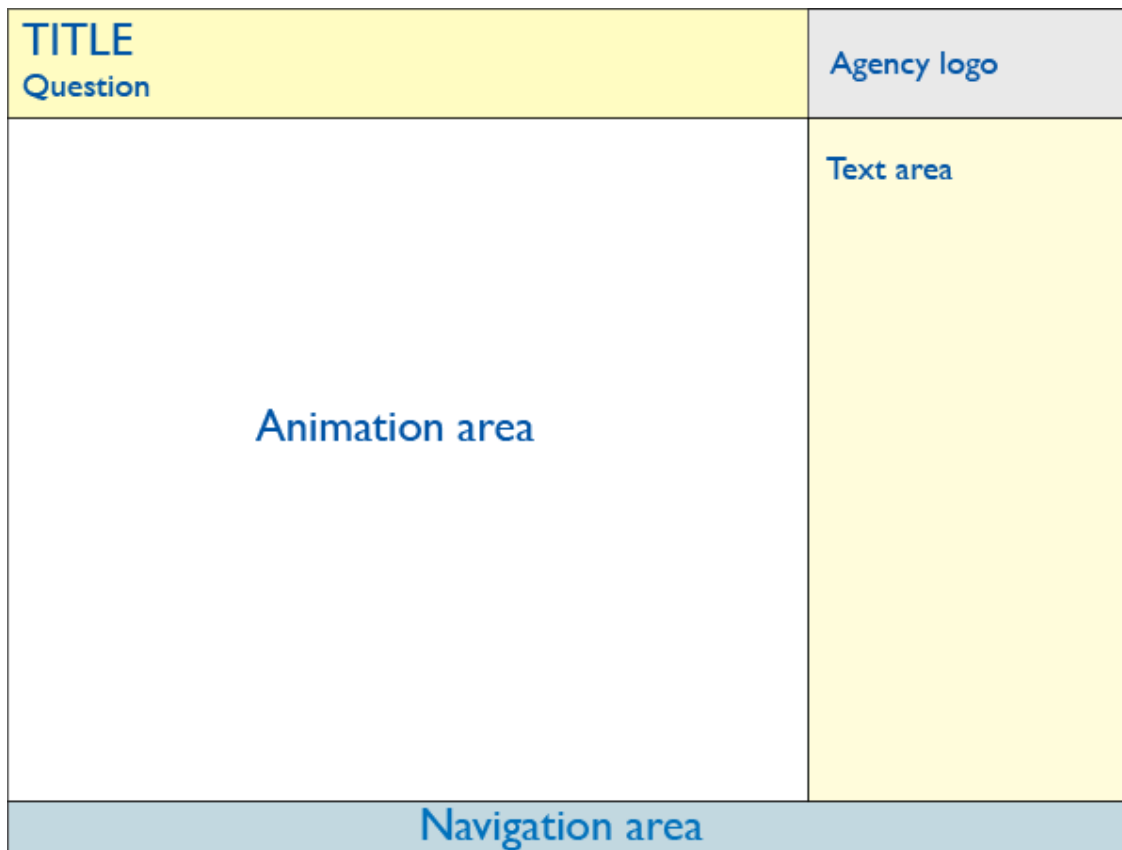 TITLE
Question
Agency logo
Text area
Animation area
Navigation area